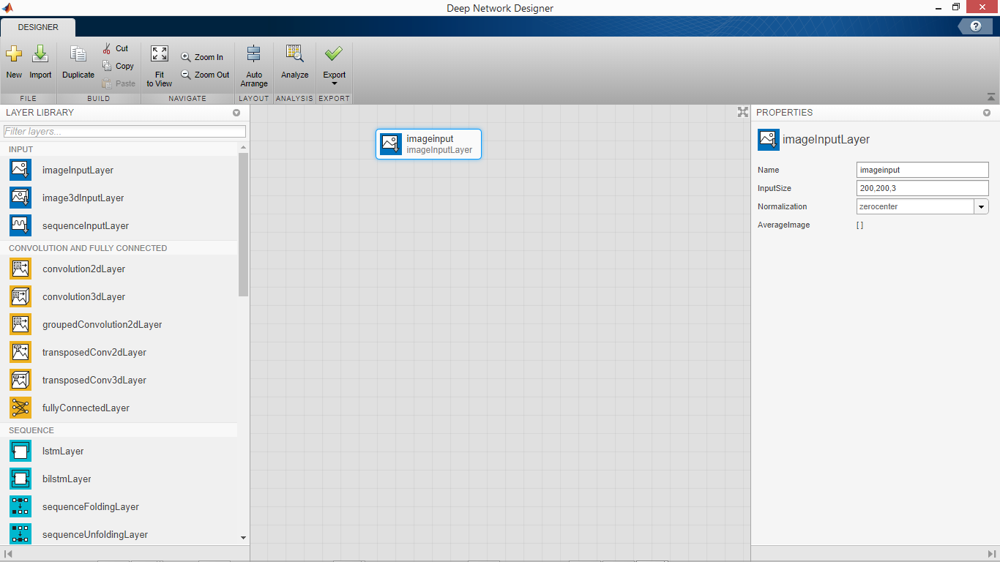 Deep Network Designer
DESIGNER
New
Import
Duplicate
Cut
Copy
Paste
Fit
to View
Zoom In
Zoom Out
Auto
Arrange
Analyze
Export
FILE
BUILD
NAVIGATE
LAYOUT
ANALYSIS
EXPORT
LAYER LIBRARY
Filter layers...
INPUT
imageInputLayer
image3dInputLayer
sequenceInputLayer
CONVOLUTION AND FULLY CONNECTED
convolution2dLayer
convolution3dLayer
groupedConvolution2dLayer
transposedConv2dLayer
transposedConv3dLayer
fullyConnectedLayer
SEQUENCE
lstmLayer
bilstmLayer
sequenceFoldingLayer
sequenceUnfoldingLayer
imageinput
imageInputLayer
PROPERTIES
imageInputLayer
Name imageinput
InputSize 200,200,3
Normalization zerocenter
AverageImage [ ]